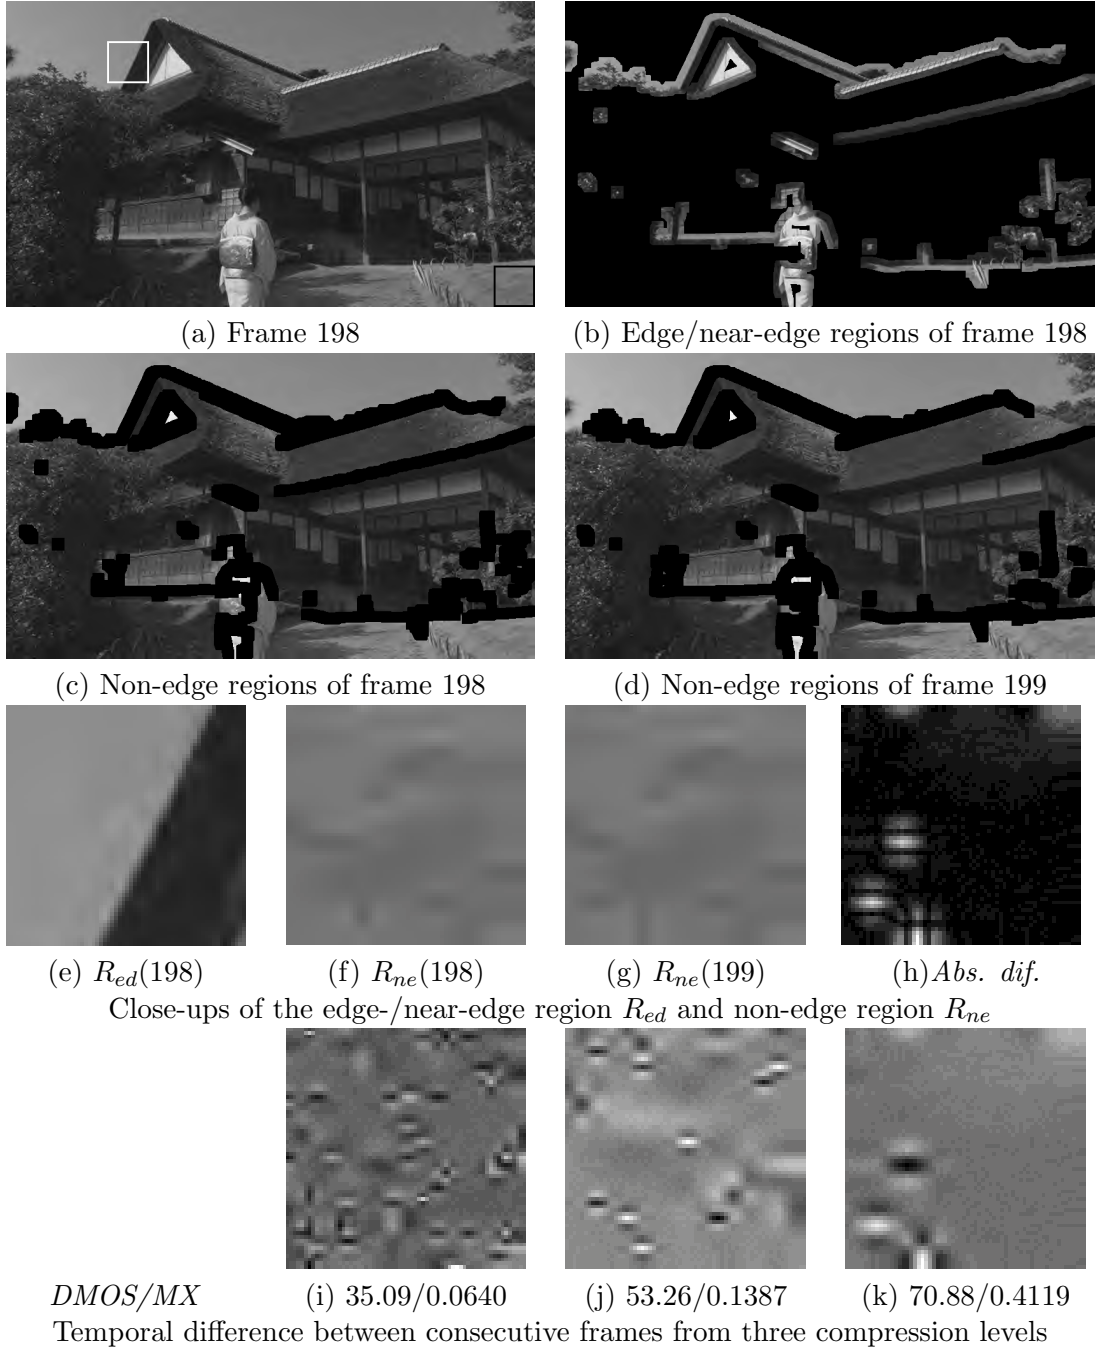 (a) Frame 198
(b) Edge/near-edge regions of frame 198
(c) Non-edge regions of frame 198
(d) Non-edge regions of frame 199
(e) R_ed(198)
(f) R_ne(198)
(g) R_ne(199)
(h)Abs. dif.
Close-ups of the edge-/near-edge region R_ed and non-edge region R_ne
DMOS/MX
(i) 35.09/0.0640
(j) 53.26/0.1387
(k) 70.88/0.4119
Temporal difference between consecutive frames from three compression levels